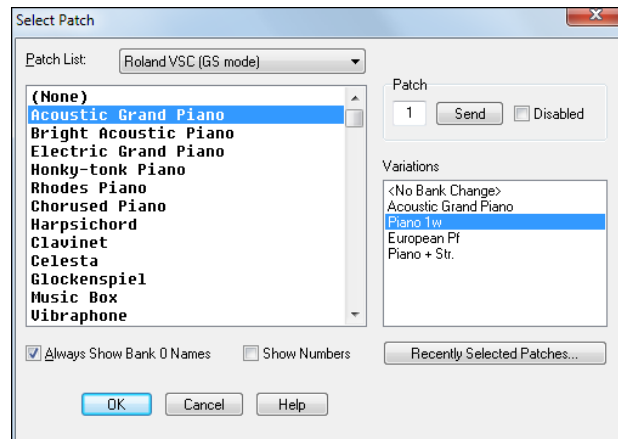 Select Patch
Patch List: Roland VSC (GS mode)
(None)
Acoustic Grand Piano
Bright Acoustic Piano
Electric Grand Piano
Honky-tonk Piano
Rhodes Piano
Chorused Piano
Harpsichord
Clavinet
Celesta
Glockenspiel
Music Box
Vibraphone
Patch
1 Send Disabled
Variations
<No Bank Change>
Acoustic Grand Piano
Piano 1w
European Pf
Piano + Str.
Always Show Bank 0 Names Show Numbers Recently Selected Patches...
OK Cancel Help